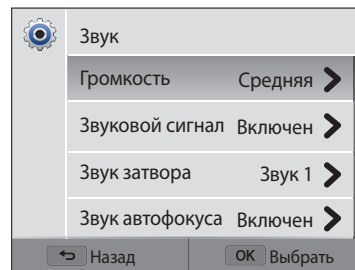 Звук
Громкость Средняя
Звуковой сигнал Включен
Звук затвора Звук 1
Звук автофокуса Включен
Назад OK Выбрать